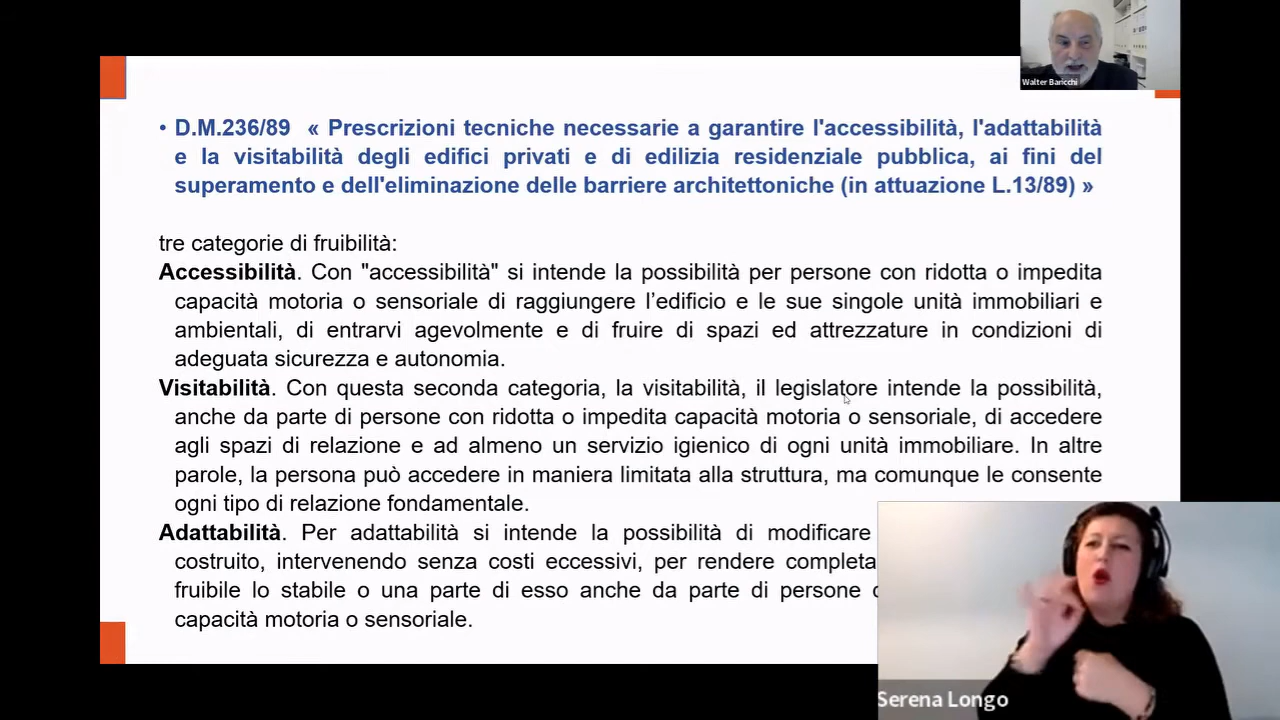 Walter Baricchi
• D.M.236/89 « Prescrizioni tecniche necessarie a garantire l'accessibilità, l'adattabilità
e la visitabilità degli edifici privati e di edilizia residenziale pubblica, ai fini del
superamento e dell'eliminazione delle barriere architettoniche (in attuazione L.13/89) »
tre categorie di fruibilità:
Accessibilità. Con "accessibilità" si intende la possibilità per persone con ridotta o impedita
capacità motoria o sensoriale di raggiungere l’edificio e le sue singole unità immobiliari e
ambientali, di entrarvi agevolmente e di fruire di spazi ed attrezzature in condizioni di
adeguata sicurezza e autonomia.
Visitabilità. Con questa seconda categoria, la visitabilità, il legislatore intende la possibilità,
anche da parte di persone con ridotta o impedita capacità motoria o sensoriale, di accedere
agli spazi di relazione e ad almeno un servizio igienico di ogni unità immobiliare. In altre
parole, la persona può accedere in maniera limitata alla struttura, ma comunque le consente
ogni tipo di relazione fondamentale.
Adattabilità. Per adattabilità si intende la possibilità di modificare
costruito, intervenendo senza costi eccessivi, per rendere completa
fruibile lo stabile o una parte di esso anche da parte di persone
capacità motoria o sensoriale.
Serena Longo